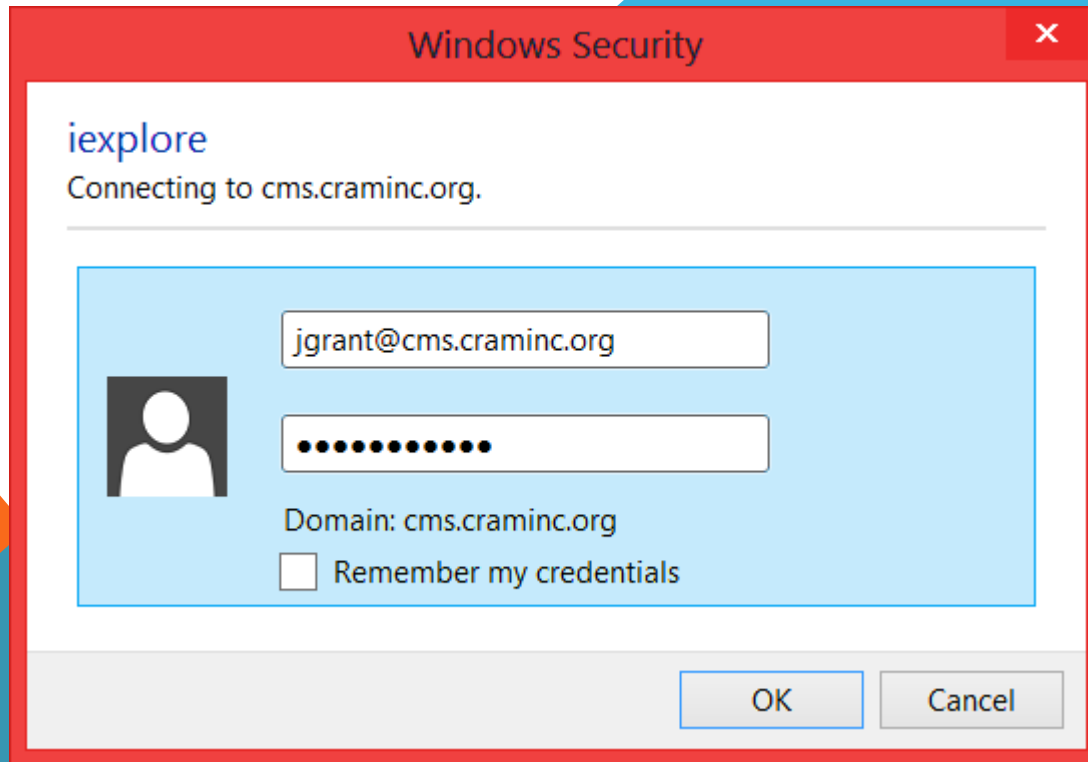 Windows Security
iexplore
Connecting to cms.craminc.org.
jgrant@cms.craminc.org
●●●●●●●●●●●
Domain: cms.craminc.org
Remember my credentials
OK
Cancel